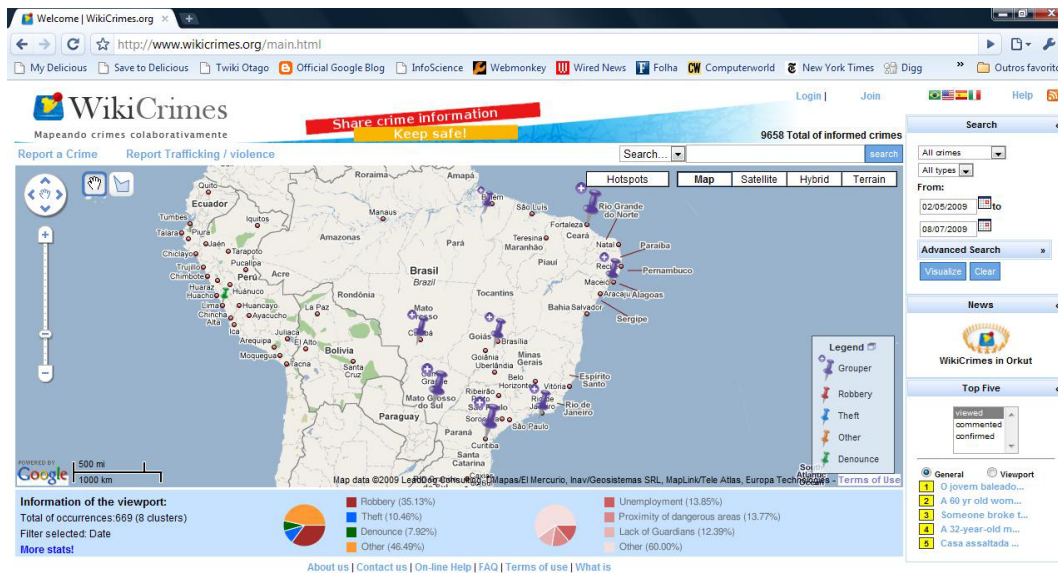 Welcome | WikiCrimes.org
http://www.wikicrimes.org/main.html
My Delicious Save to Delicious Twiki Otago Official Google Blog InfoScience Webmonkey Wired News Folha Computerworld New York Times Digg » Outros favorito
WikiCrimes
Mapeando crimes colaborativamente
Share crime information
Keep safe!
Login | Join
Help
9658 Total of informed crimes
Report a Crime Report Trafficking / violence
Search... search
Hotspots Map Satellite Hybrid Terrain
Roraima
Amapá
Quito
Ecuador
Belém
São Luís
Rio Grande
do Norte
Tumbes
Talara
Piura
Iquitos
Manaus
Fortaleza
Jaén
Tarapoto
Amazonas
Pará
Teresina
Maranhão
Ceará
Natal
Paraíba
Chiclayo
Trujillo
Pucallpa
Piauí
Pernambuco
Chimbote
Perú
Acre
Brasil
Brazil
Maceió
Huaraz
Huánuco
Huacho
Rondônia
Tocantins
Aracaju
Alagoas
Lima
Huancayo
La Paz
Mato
Grosso
Bahia
Salvador
Chincha
Alta
Ayacucho
Sergipe
Ica
Juliaca
Cuiabá
Goiás
Brasília
Arequipa
El Alto
Bolivia
Goiânia
Minas
Gerais
Moquegua
Tacna
Santa
Cruz
Uberlândia
Belo
Horizonte
Vitória
Espírito
Santo
Grande
Mato Grosso
do Sul
Ribeirão
Rio de
Janeiro
Paraguay
São Paulo
Paraná
Curitiba
Santa
Catarina
Legend
Grouper
Robbery
Theft
Other
Denounce
POWERED BY
Google
500 mi
1000 km
Map data ©2009 LeadDog Consulting, DMapas/El Mercurio, Inav/Geosistemas SRL, MapLink/Tele Atlas, Europa Technologies - Terms of Use
Information of the viewport:
Total of occurrences:669 (8 clusters)
Filter selected: Date
More stats!
Robbery (35.13%)
Theft (10.46%)
Denounce (7.92%)
Other (46.49%)
Unemployment (13.85%)
Proximity of dangerous areas (13.77%)
Lack of Guardians (12.39%)
Other (60.00%)
About us | Contact us | On-line Help | FAQ | Terms of use | What is
Search
All crimes
All types
From:
02/05/2009 to
08/07/2009
Advanced Search »
Visualize Clear
News
WikiCrimes in Orkut
Top Five
viewed
commented
confirmed
General Viewport
1 O jovem baleado...
2 A 60 yr old wom...
3 Someone broke t...
4 A 32-year-old m...
5 Casa assaltada ...